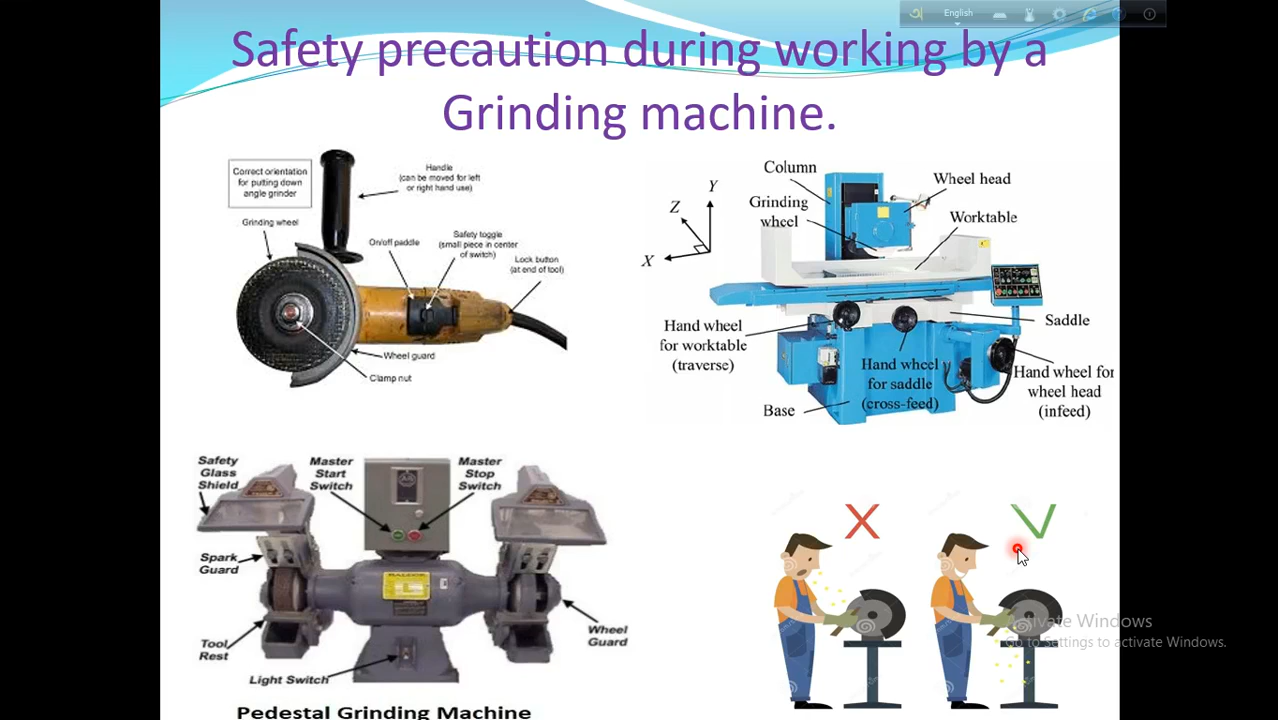 English
Safety precaution during working by a
Grinding machine.
Correct orientation
for putting down
angle grinder
Handle
(can be moved for left
or right hand use)
Grinding wheel
On/off paddle
Safety toggle
(small piece in center
of switch)
Lock button
(at end of tool)
Wheel guard
Clamp nut
Column
Wheel head
Grinding
wheel
Worktable
Y
Z
X
Hand wheel
for worktable
(traverse)
Hand wheel
for saddle
(cross-feed)
Saddle
Hand wheel for
wheel head
(infeed)
Base
Safety
Glass
Shield
Master
Start
Switch
Master
Stop
Switch
Spark
Guard
Tool
Rest
Wheel
Guard
Light Switch
Pedestal Grinding Machine
X
V
Activate Windows
Go to Settings to activate Windows.